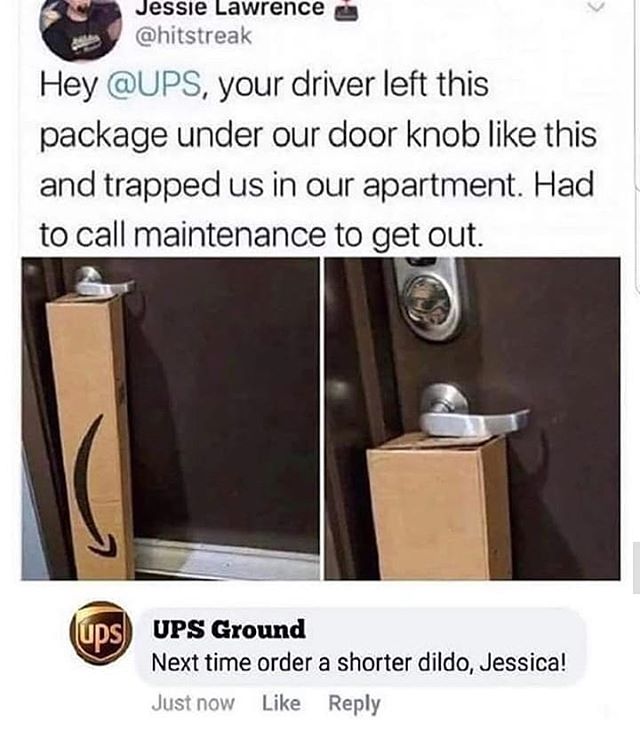 Jessie Lawrence
@hitstreak
Hey @UPS, your driver left this
package under our door knob like this
and trapped us in our apartment. Had
to call maintenance to get out.
ups
UPS Ground
Next time order a shorter dildo, Jessica!
Just now Like Reply